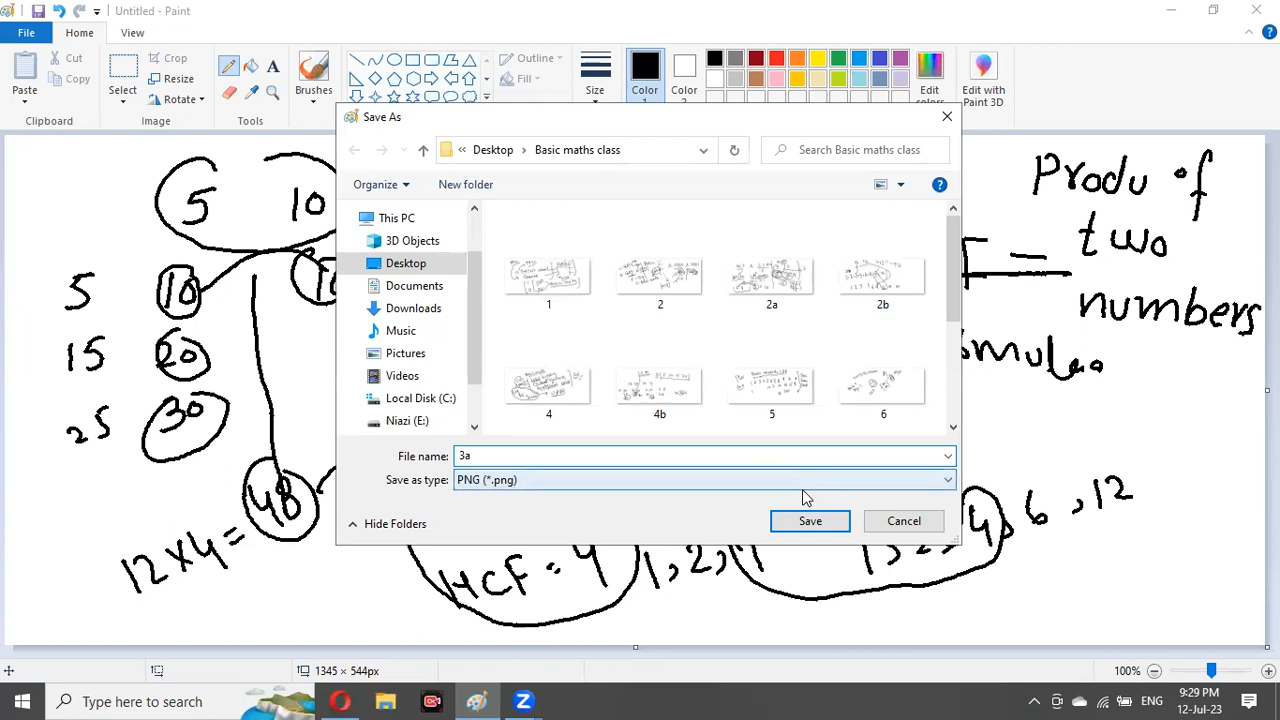 Untitled - Paint
File
Home
View
Paste
Cut
Copy
Clipboard
Select
Crop
Resize
Rotate
Image
Tools
Brushes
Outline
Fill
Size
Color
1
Color
2
Edit
colors
Edit with
Paint 3D
Save As
Desktop
Basic maths class
Search Basic maths class
Organize
New folder
This PC
3D Objects
Desktop
Documents
Downloads
Music
Pictures
Videos
Local Disk (C:)
Niazi (E:)
1
2
2a
2b
4
4b
5
6
File name:
3a
Save as type:
PNG (*.png)
Hide Folders
Save
Cancel
5 10
5 10
15 20
25 30
48
12x4=
HCF = 4
1, 2, 4
4, 6, 12
Produ of
two
numbers
=
1345 × 544px
100%
Type here to search
ENG
9:29 PM
12-Jul-23